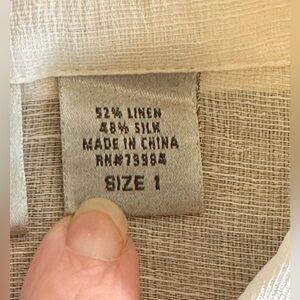 52% LINEN
48% SILK
MADE IN CHINA
RN#79984
SIZE 1